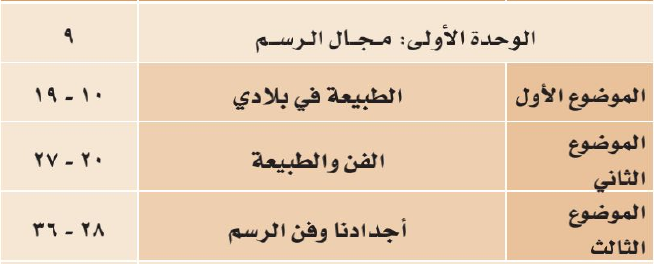 الوحدة الأولى: مجال الرسم ٩
الموضوع الأول الطبيعة في بلادي ١٠ - ١٩
الموضوع الثاني الفن والطبيعة ٢٠ - ٢٧
الموضوع الثالث أجدادنا وفن الرسم ٢٨ - ٣٦